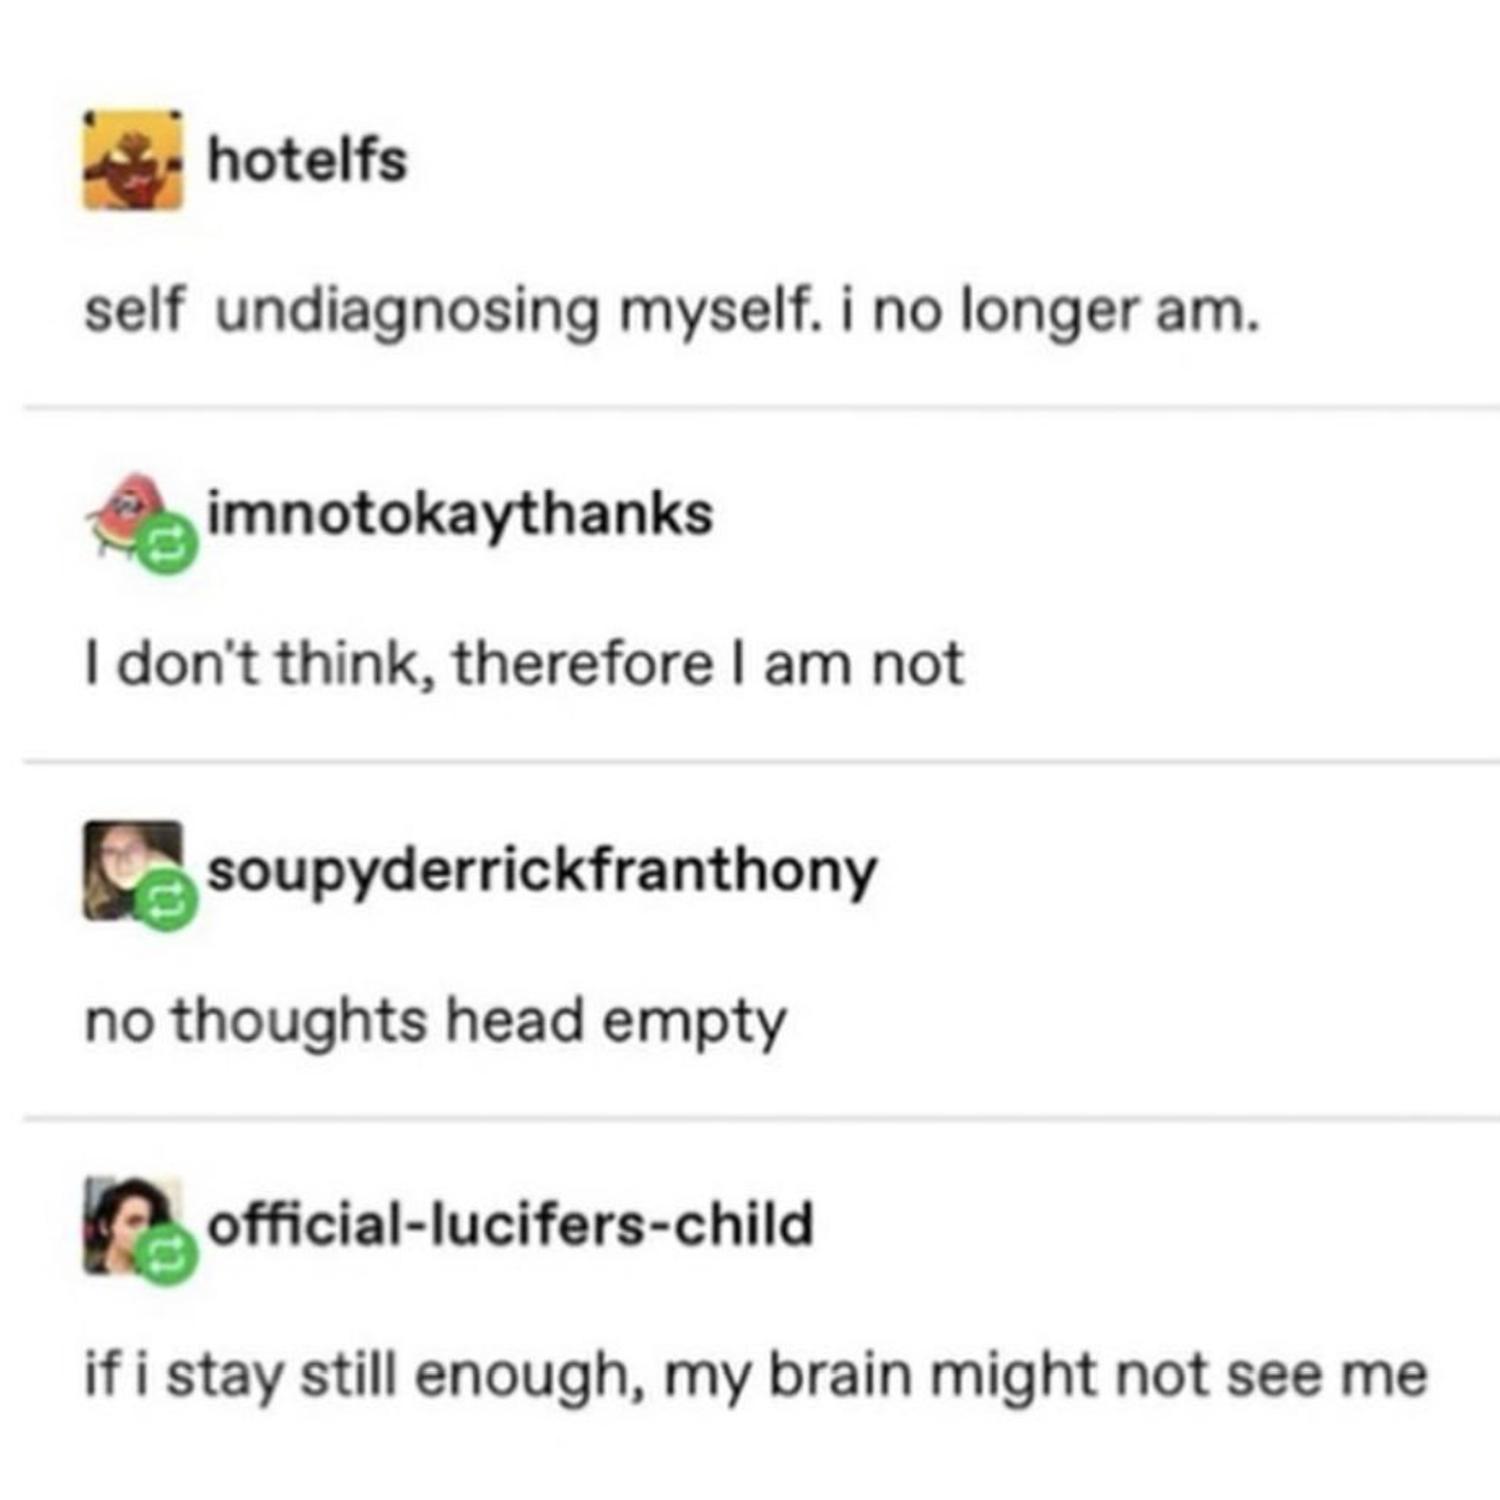 hotelfs
self undiagnosing myself. i no longer am.
imnotokaythanks
I don't think, therefore I am not
soupyderrickfranthony
no thoughts head empty
official-lucifers-child
if i stay still enough, my brain might not see me